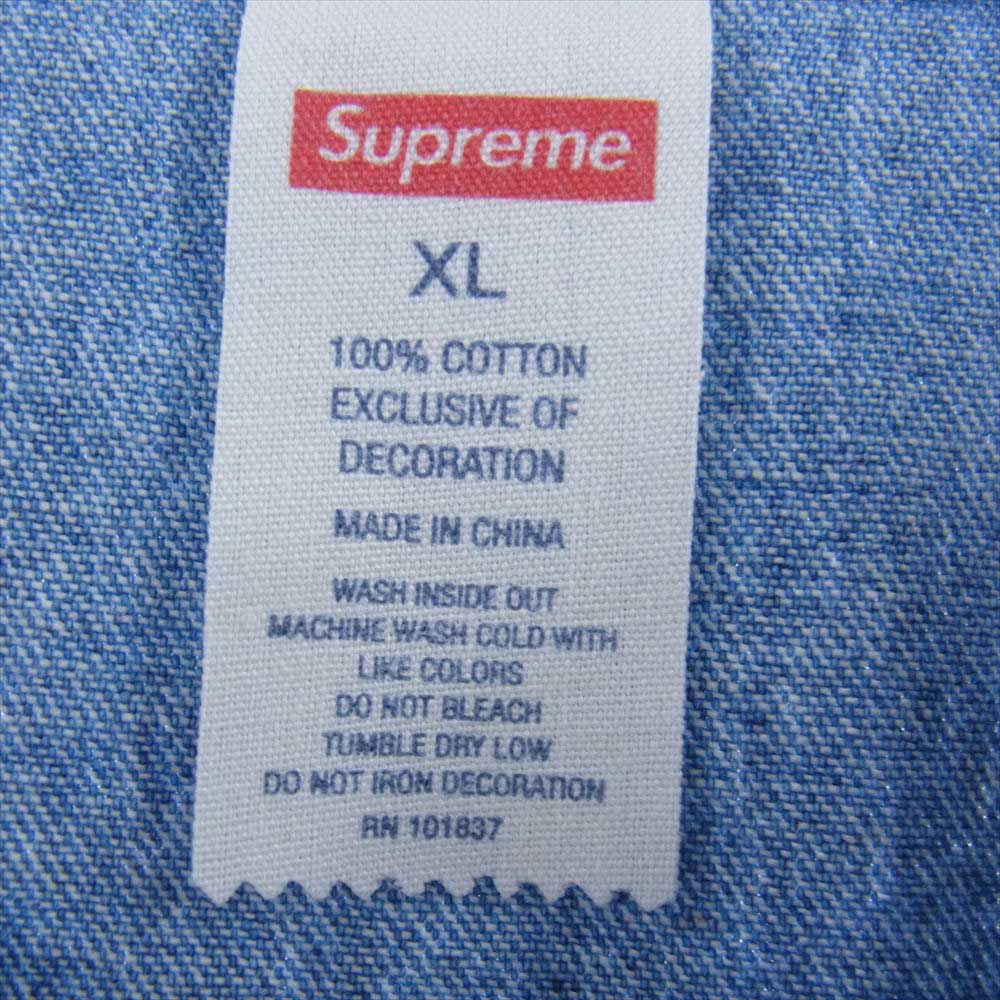 Supreme
XL
100% COTTON
EXCLUSIVE OF
DECORATION
MADE IN CHINA
WASH INSIDE OUT
MACHINE WASH COLD WITH
LIKE COLORS
DO NOT BLEACH
TUMBLE DRY LOW
DO NOT IRON DECORATION
RN 101837